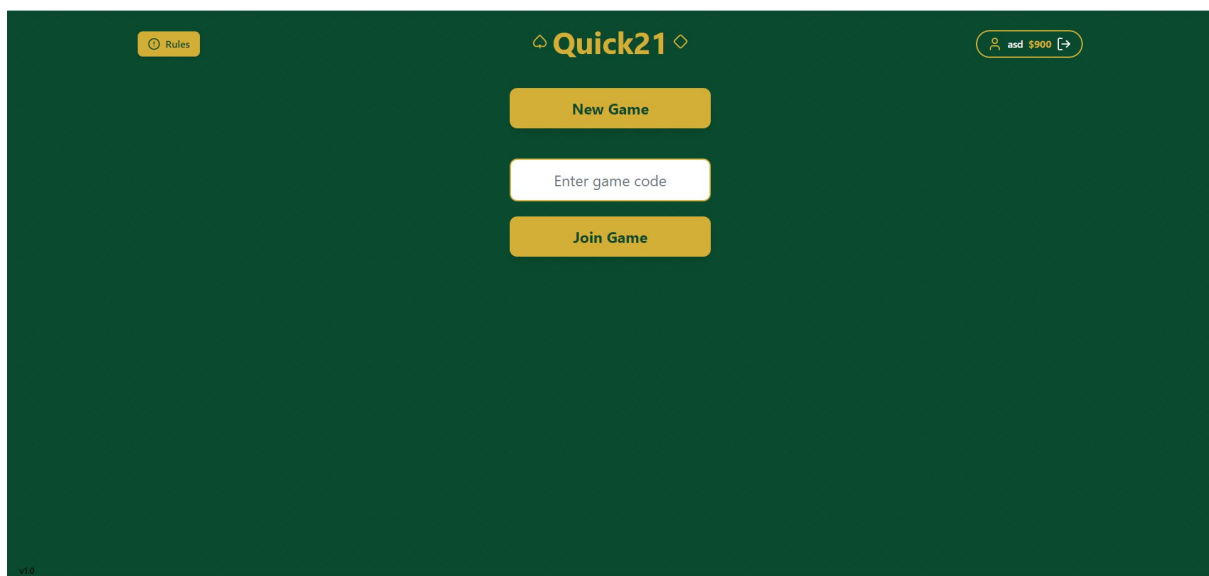 Rules
Quick21
asd $900
New Game
Enter game code
Join Game
v1.0